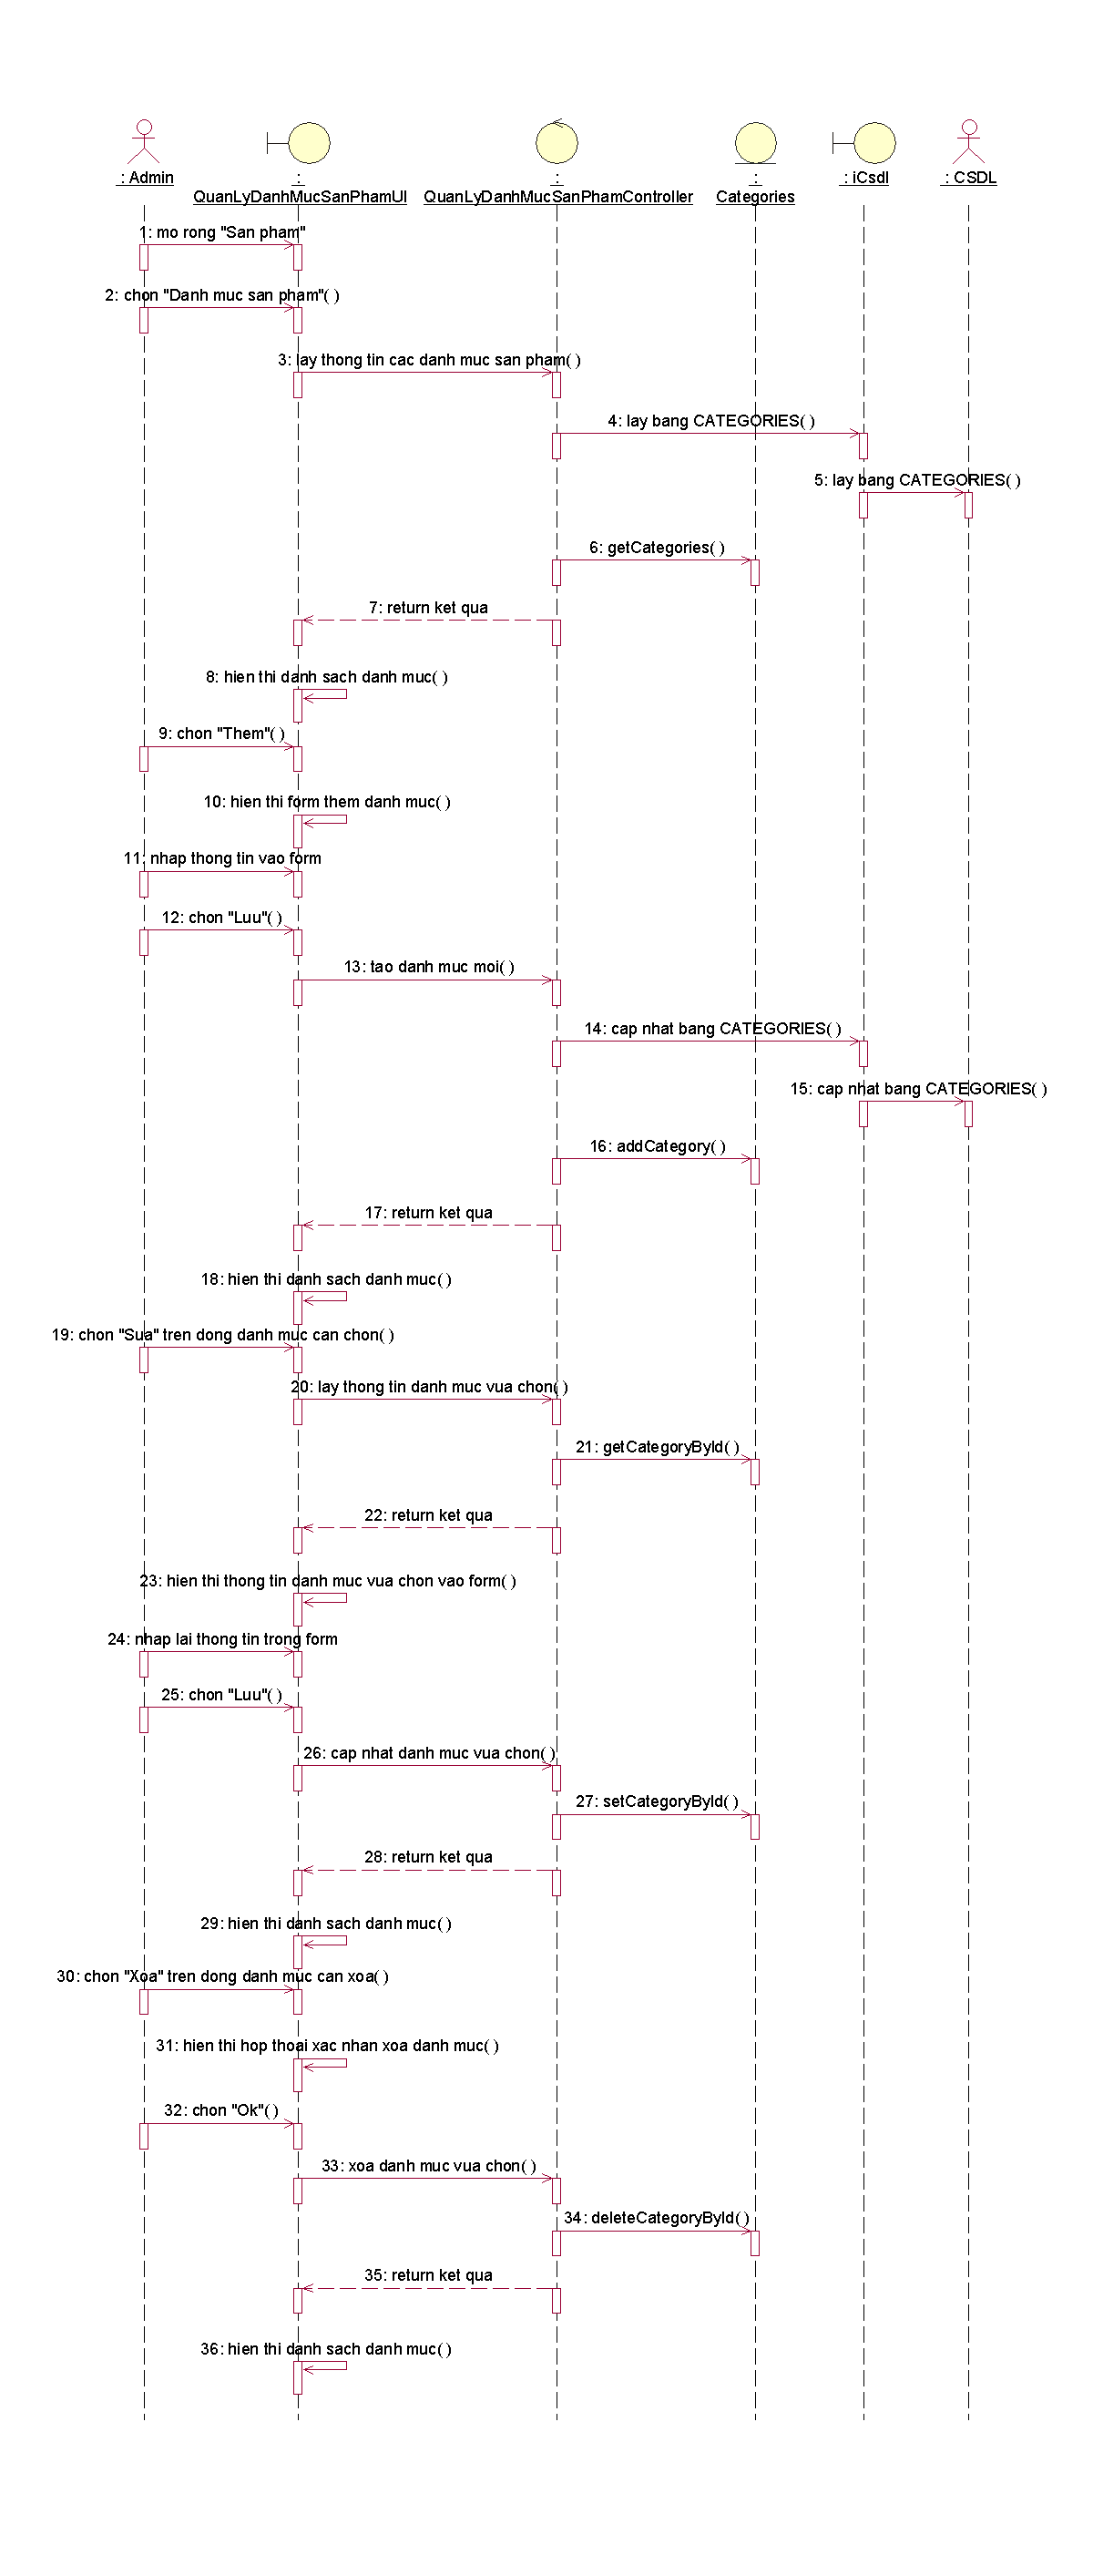 : Admin
:
QuanLyDanhMucSanPhamUI
:
QuanLyDanhMucSanPhamController
:
Categories
: iCsdl
: CSDL
1: mo rong "San pham"
2: chon "Danh muc san pham"( )
3: lay thong tin cac danh muc san pham( )
4: lay bang CATEGORIES( )
5: lay bang CATEGORIES( )
6: getCategories( )
7: return ket qua
8: hien thi danh sach danh muc( )
9: chon "Them"( )
10: hien thi form them danh muc( )
11: nhap thong tin vao form
12: chon "Luu"( )
13: tao danh muc moi( )
14: cap nhat bang CATEGORIES( )
15: cap nhat bang CATEGORIES( )
16: addCategory( )
17: return ket qua
18: hien thi danh sach danh muc( )
19: chon "Sua" tren dong danh muc can chon( )
20: lay thong tin danh muc vua chon( )
21: getCategoryById( )
22: return ket qua
23: hien thi thong tin danh muc vua chon vao form( )
24: nhap lai thong tin trong form
25: chon "Luu"( )
26: cap nhat danh muc vua chon( )
27: setCategoryById( )
28: return ket qua
29: hien thi danh sach danh muc( )
30: chon "Xoa" tren dong danh muc can xoa( )
31: hien thi hop thoai xac nhan xoa danh muc( )
32: chon "Ok"( )
33: xoa danh muc vua chon( )
34: deleteCategoryById( )
35: return ket qua
36: hien thi danh sach danh muc( )